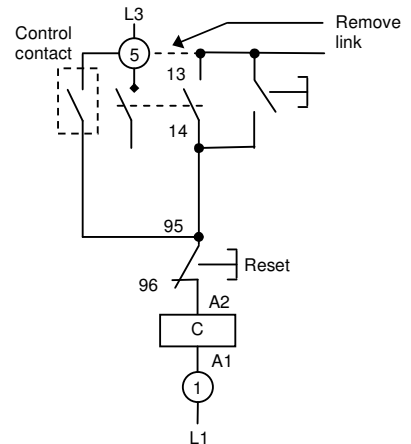 L3
Remove
link
Control
contact
5
13
14
95
96
Reset
A2
C
A1
1
L1